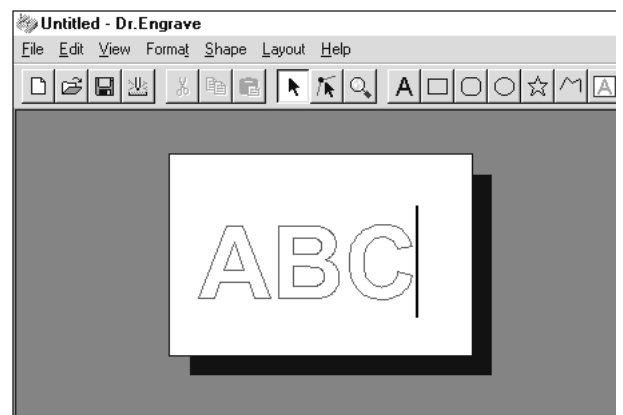 Untitled - Dr.Engrave
File Edit View Format Shape Layout Help
A A
ABC